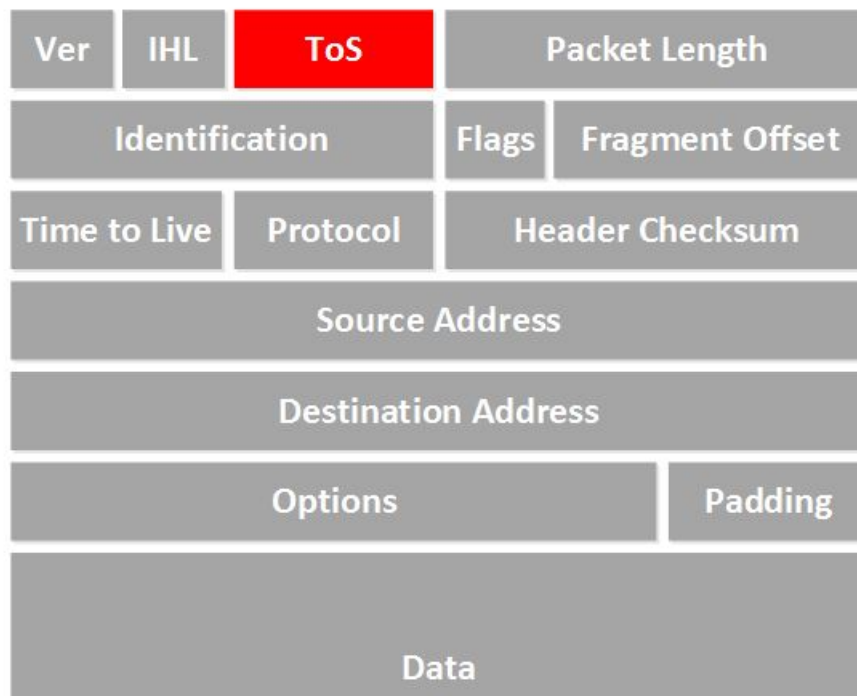 Ver IHL ToS Packet Length
Identification Flags Fragment Offset
Time to Live Protocol Header Checksum
Source Address
Destination Address
Options Padding
Data